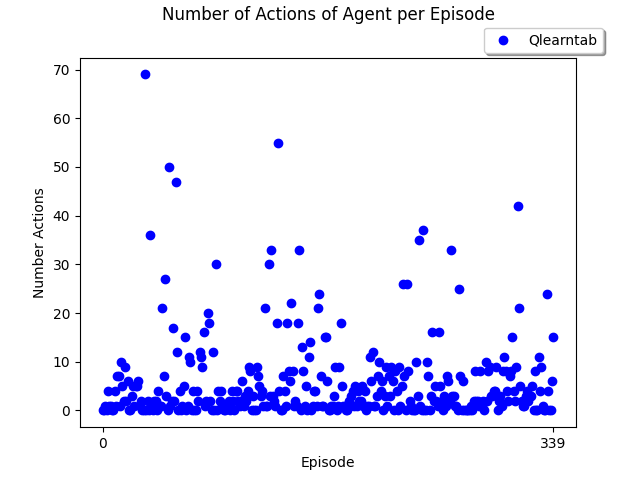 Number of Actions of Agent per Episode
Qlearntab
70
60
50
40
30
20
10
0
Number Actions
0 339
Episode